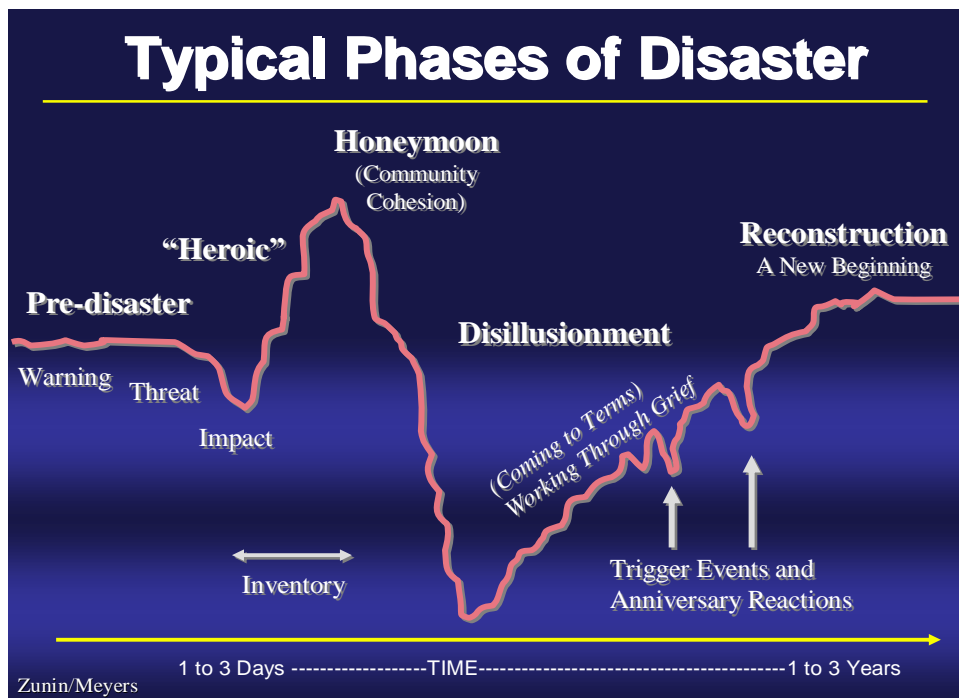 Typical Phases of Disaster
Honeymoon
(Community
Cohesion)
“Heroic”
Reconstruction
A New Beginning
Pre-disaster
Disillusionment
Warning
Threat
Impact
(Coming to Terms)
Working Through Grief
Inventory
Trigger Events and
Anniversary Reactions
1 to 3 Days -------------------TIME-------------------------------------------1 to 3 Years
Zunin/Meyers